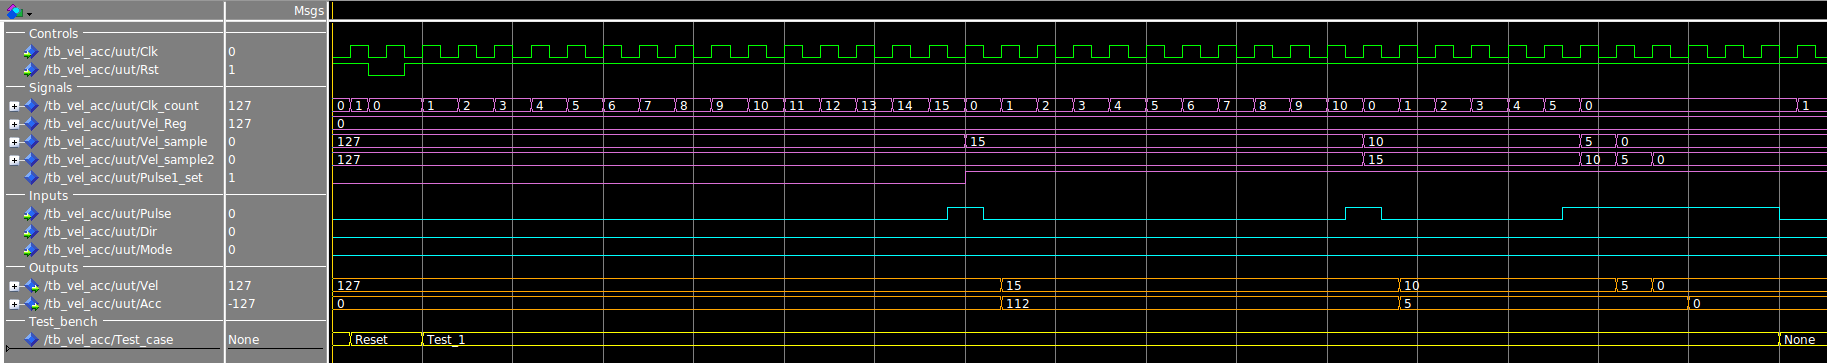 Msgs
Controls
/tb_vel_acc/uut/Clk 0
/tb_vel_acc/uut/Rst 1
Signals
/tb_vel_acc/uut/Clk_count 127 0 1 0 1 2 3 4 5 6 7 8 9 10 11 12 13 14 15 0 1 2 3 4 5 6 7 8 9 10 0 1 2 3 4 5 0 1
/tb_vel_acc/uut/Vel_Reg 127 0
/tb_vel_acc/uut/Vel_sample 0 127 15 10 5 0
/tb_vel_acc/uut/Vel_sample2 0 127 15 10 5 0
/tb_vel_acc/uut/Pulse1_set 1
Inputs
/tb_vel_acc/uut/Pulse 0
/tb_vel_acc/uut/Dir 0
/tb_vel_acc/uut/Mode 0
Outputs
/tb_vel_acc/uut/Vel 127 127 15 10 5 0
/tb_vel_acc/uut/Acc -127 0 112 5 0
Test_bench
/tb_vel_acc/Test_case None Reset Test_1 None